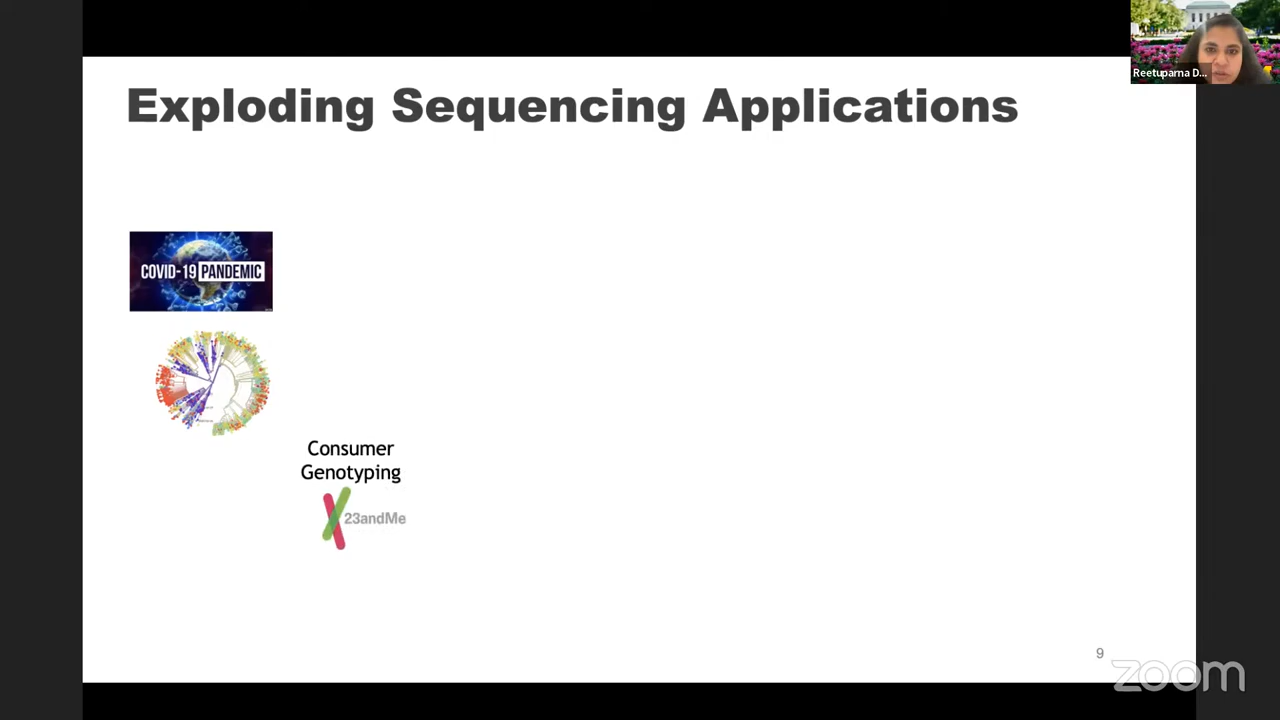 Reetuparna D...
Exploding Sequencing Applications
COVID-19 PANDEMIC
Consumer
Genotyping
23andMe
9
zoom